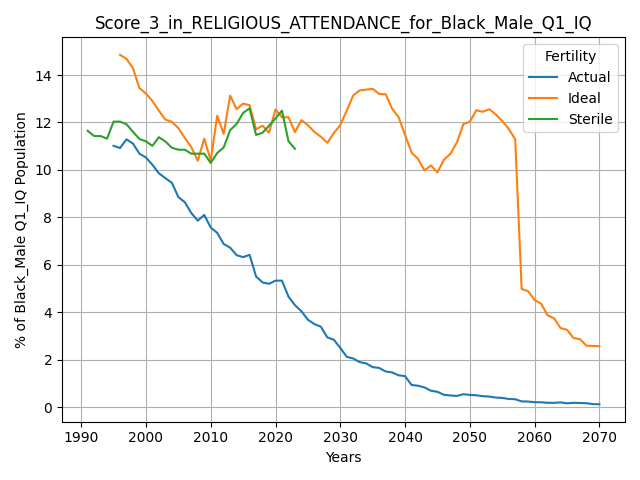 Score_3_in_RELIGIOUS_ATTENDANCE_for_Black_Male_Q1_IQ
Fertility
Actual
Ideal
Sterile
% of Black_Male Q1_IQ Population
14
12
10
8
6
4
2
0
1990 2000 2010 2020 2030 2040 2050 2060 2070
Years